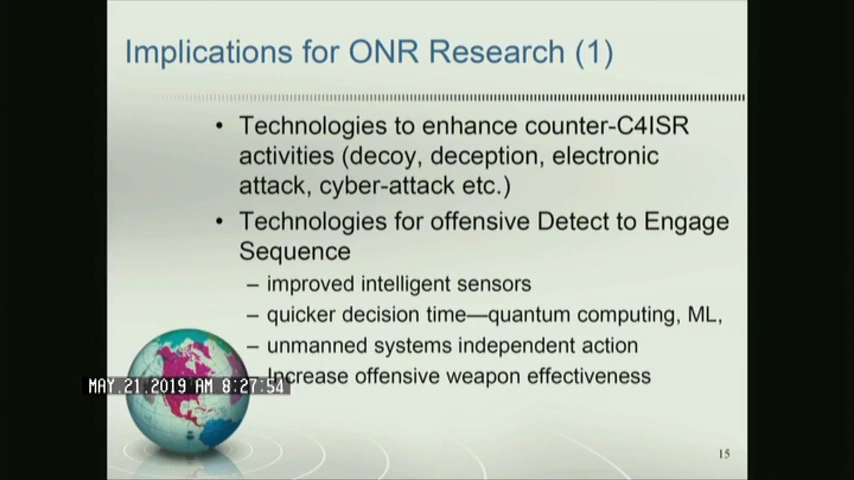 Implications for ONR Research (1)
• Technologies to enhance counter-C4ISR
activities (decoy, deception, electronic
attack, cyber-attack etc.)
• Technologies for offensive Detect to Engage
Sequence
– improved intelligent sensors
– quicker decision time—quantum computing, ML,
– unmanned systems independent action
Increase offensive weapon effectiveness
MAY.21.2019 AM 8:27:54
15